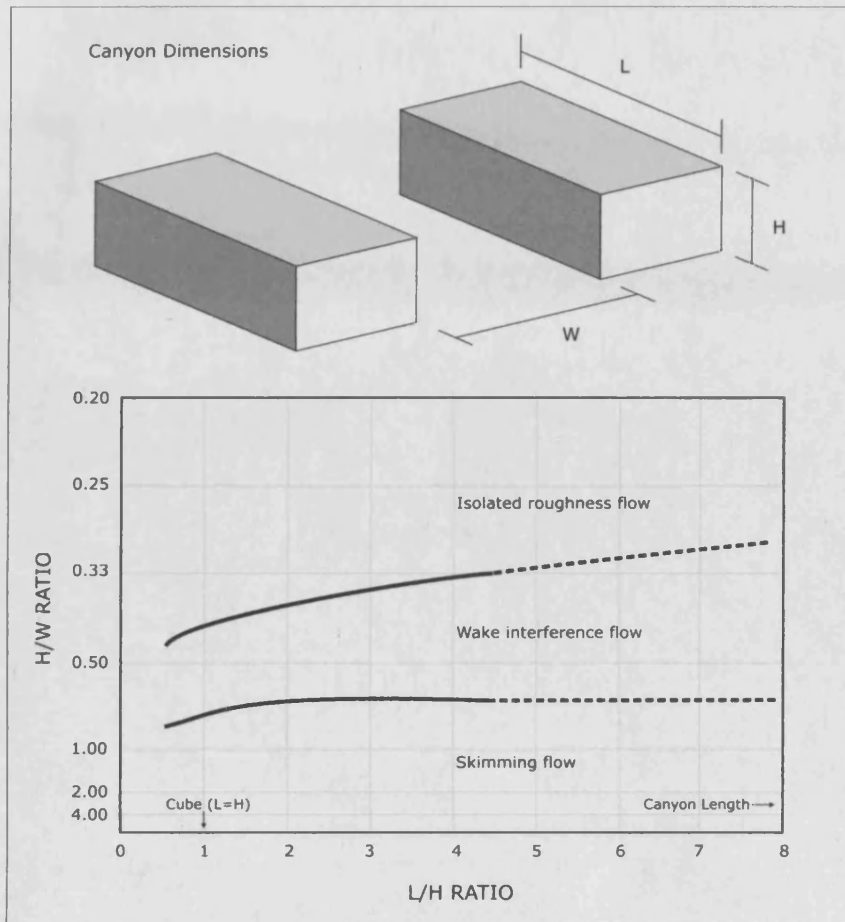 Canyon Dimensions
L
H
W
0.20
0.25
Isolated roughness flow
0.33
H/W RATIO
Wake interference flow
0.50
1.00
Skimming flow
2.00
Cube (L=H)
Canyon Length
4.00
0 1 2 3 4 5 6 7 8
L/H RATIO